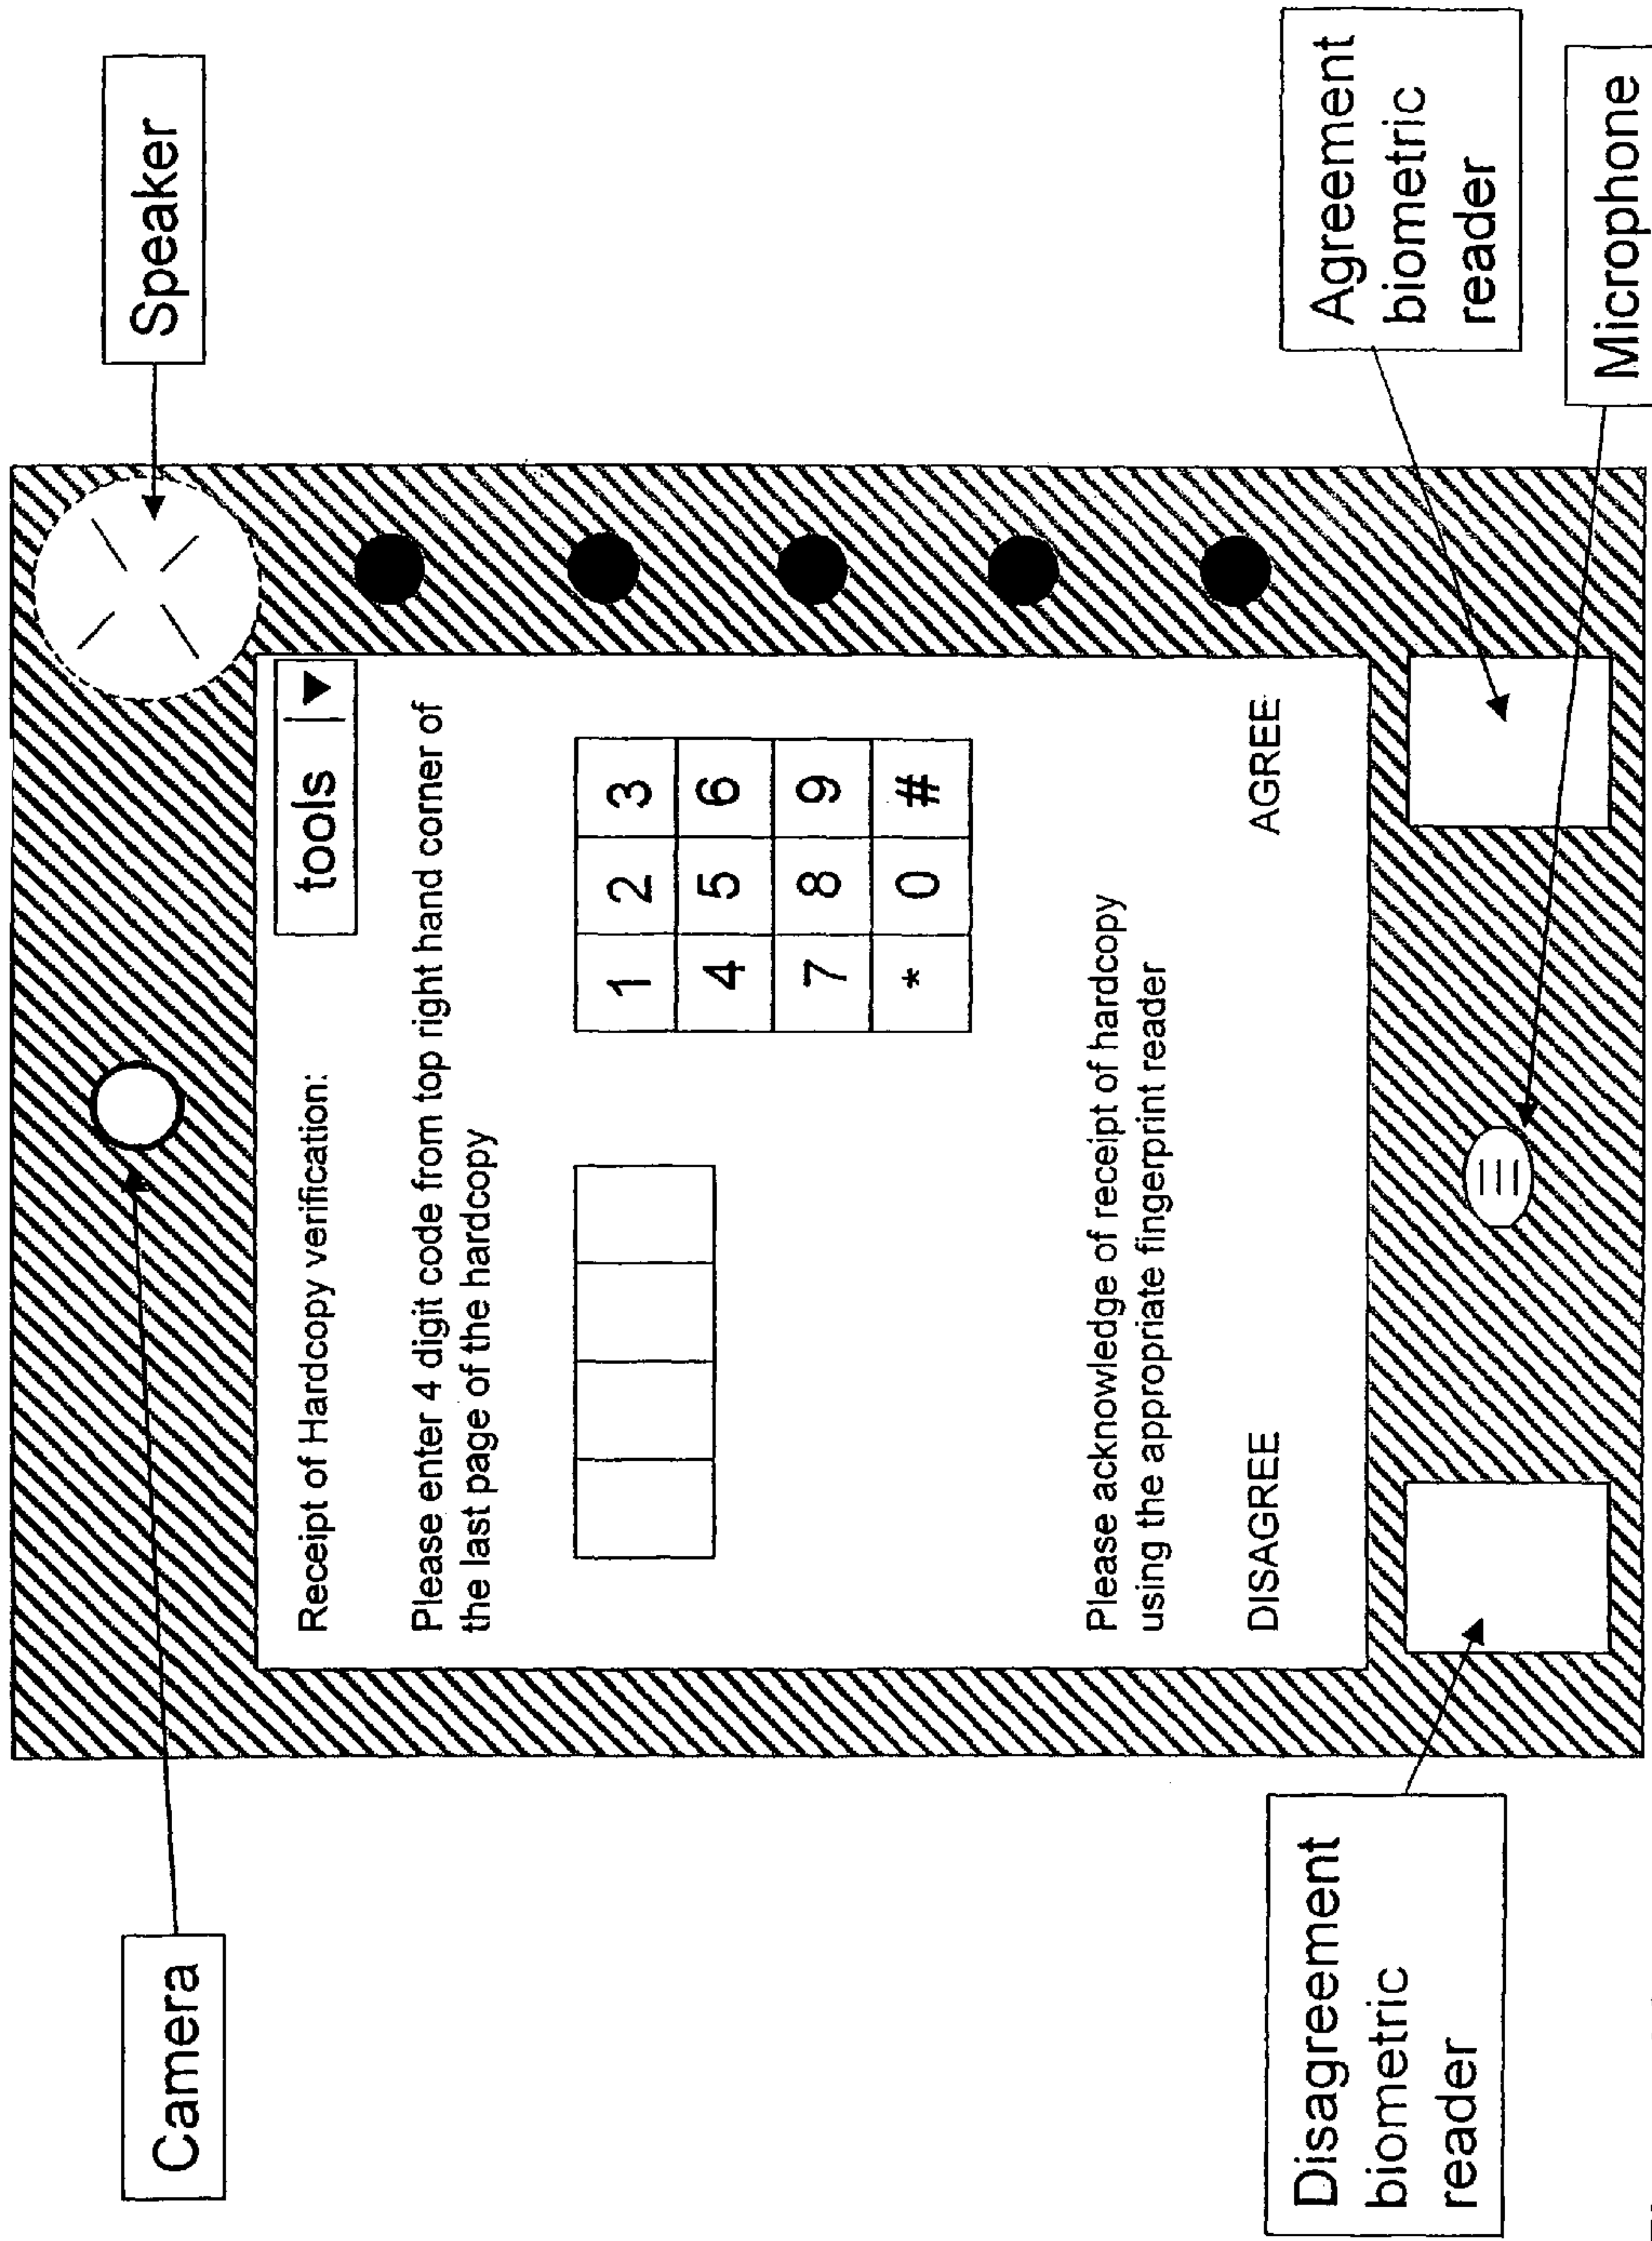 Camera
Speaker
Receipt of Hardcopy verification:
tools
Please enter 4 digit code from top right hand corner of
the last page of the hardcopy
1 2 3
4 5 6
7 8 9
* 0 #
Please acknowledge of receipt of hardcopy
using the appropriate fingerprint reader
DISAGREE
AGREE
Disagreement
biometric
reader
Agreement
biometric
reader
Microphone